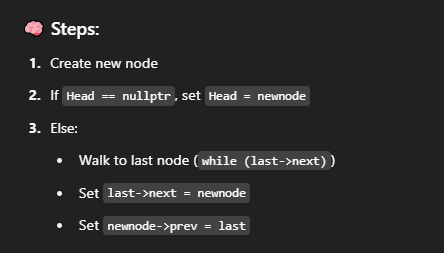 🧠 Steps:
1. Create new node
2. If Head == nullptr, set Head = newnode
3. Else:
• Walk to last node (while (last->next))
• Set last->next = newnode
• Set newnode->prev = last